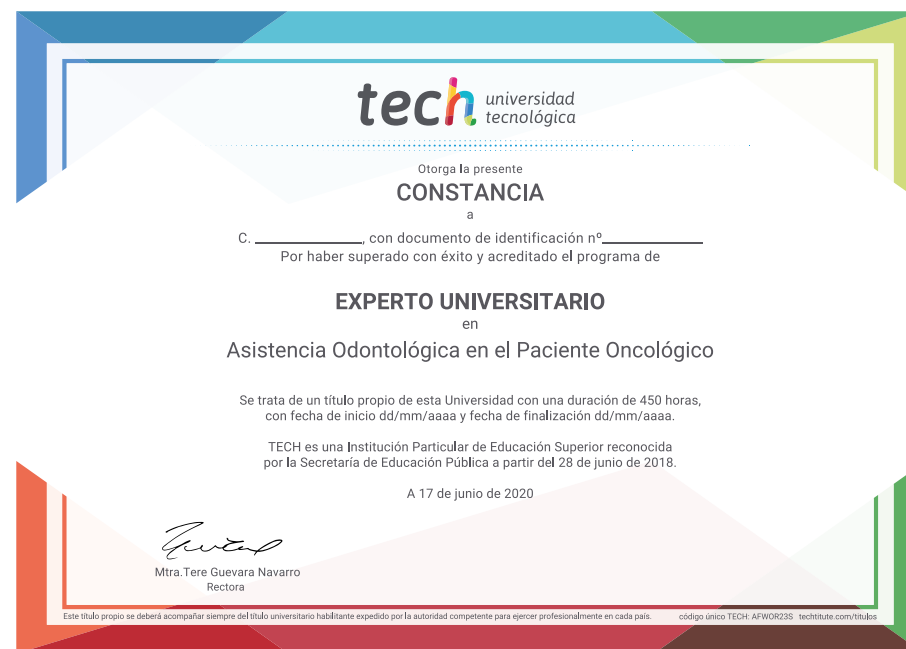 tech universidad
tecnológica
Otorga la presente
CONSTANCIA
a
C. ____________, con documento de identificación nº____________
Por haber superado con éxito y acreditado el programa de
EXPERTO UNIVERSITARIO
en
Asistencia Odontológica en el Paciente Oncológico
Se trata de un título propio de esta Universidad con una duración de 450 horas,
con fecha de inicio dd/mm/aaaa y fecha de finalización dd/mm/aaaa.
TECH es una Institución Particular de Educación Superior reconocida
por la Secretaría de Educación Pública a partir del 28 de junio de 2018.
A 17 de junio de 2020
Mtra.Tere Guevara Navarro
Rectora
Este título propio se deberá acompañar siempre del título universitario habilitante expedido por la autoridad competente para ejercer profesionalmente en cada país. código único TECH: AFWOR23S techtitute.com/titulos